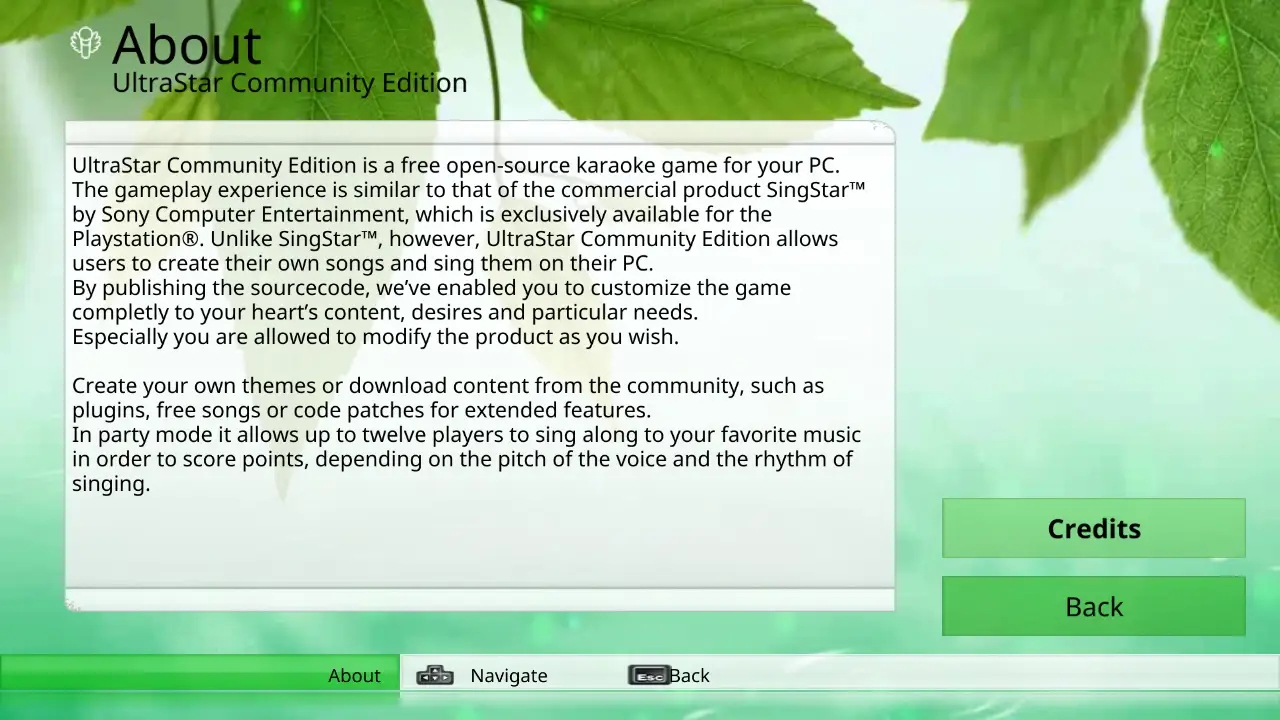 About
UltraStar Community Edition
UltraStar Community Edition is a free open-source karaoke game for your PC.
The gameplay experience is similar to that of the commercial product SingStar™
by Sony Computer Entertainment, which is exclusively available for the
Playstation®. Unlike SingStar™, however, UltraStar Community Edition allows
users to create their own songs and sing them on their PC.
By publishing the sourcecode, we’ve enabled you to customize the game
completly to your heart’s content, desires and particular needs.
Especially you are allowed to modify the product as you wish.
Create your own themes or download content from the community, such as
plugins, free songs or code patches for extended features.
In party mode it allows up to twelve players to sing along to your favorite music
in order to score points, depending on the pitch of the voice and the rhythm of
singing.
Credits
Back
About
Navigate
Esc Back